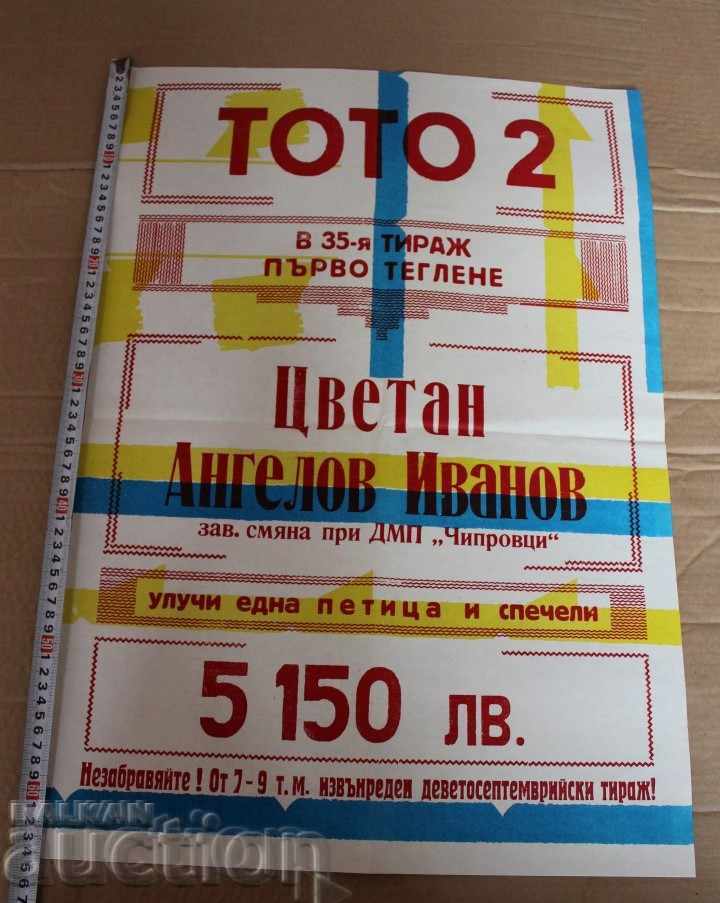 ТОТО 2
В 35-я ТИРАЖ
ПЪРВО ТЕГЛЕНЕ
Цветан
Ангелов Иванов
зав. смяна при ДМП „Чипровци“
улучи една петица и спечели
5 150 лв.
Незабравяйте! От 7-9 т.м. извънреден деветосептемврийски тираж!
BALKAN
auction